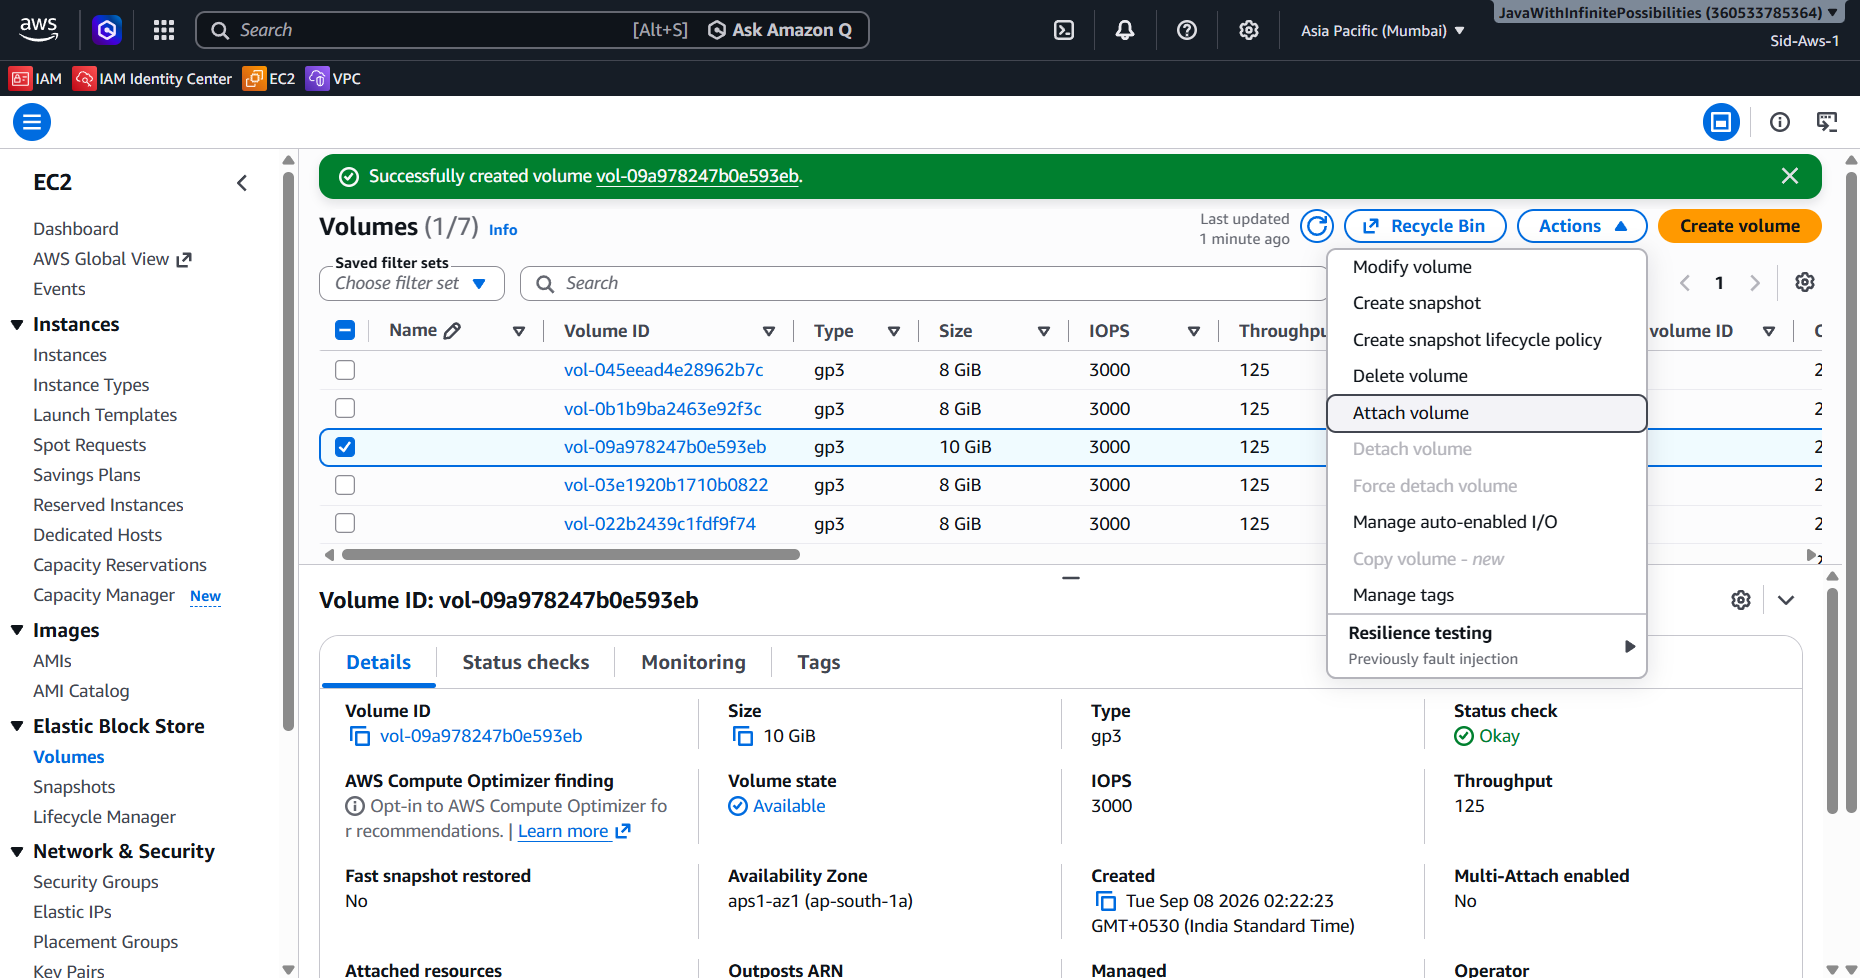 aws
Search [Alt+S] Ask Amazon Q
Asia Pacific (Mumbai)
JavaWithInfinitePossibilities (360533785364)
Sid-Aws-1
IAM IAM Identity Center EC2 VPC
EC2
Dashboard
AWS Global View
Events
Instances
Instances
Instance Types
Launch Templates
Spot Requests
Savings Plans
Reserved Instances
Dedicated Hosts
Capacity Reservations
Capacity Manager New
Images
AMIs
AMI Catalog
Elastic Block Store
Volumes
Snapshots
Lifecycle Manager
Network & Security
Security Groups
Elastic IPs
Placement Groups
Key Pairs
Successfully created volume vol-09a978247b0e593eb.
Volumes (1/7) Info
Last updated
1 minute ago
Recycle Bin
Actions
Create volume
Saved filter sets
Choose filter set
Search
1
Name Volume ID Type Size IOPS Throughpu volume ID C
vol-045eead4e28962b7c gp3 8 GiB 3000 125 2
vol-0b1b9ba2463e92f3c gp3 8 GiB 3000 125 2
vol-09a978247b0e593eb gp3 10 GiB 3000 125 2
vol-03e1920b1710b0822 gp3 8 GiB 3000 125 2
vol-022b2439c1fdf9f74 gp3 8 GiB 3000 125 2
Modify volume
Create snapshot
Create snapshot lifecycle policy
Delete volume
Attach volume
Detach volume
Force detach volume
Manage auto-enabled I/O
Copy volume - new
Manage tags
Resilience testing
Previously fault injection
Volume ID: vol-09a978247b0e593eb
Details Status checks Monitoring Tags
Volume ID
vol-09a978247b0e593eb
Size
10 GiB
Type
gp3
Status check
Okay
AWS Compute Optimizer finding
Opt-in to AWS Compute Optimizer fo
r recommendations. | Learn more
Volume state
Available
IOPS
3000
Throughput
125
Fast snapshot restored
No
Availability Zone
aps1-az1 (ap-south-1a)
Created
Tue Sep 08 2026 02:22:23
GMT+0530 (India Standard Time)
Multi-Attach enabled
No
Attached resources
Outposts ARN
Managed
Operator